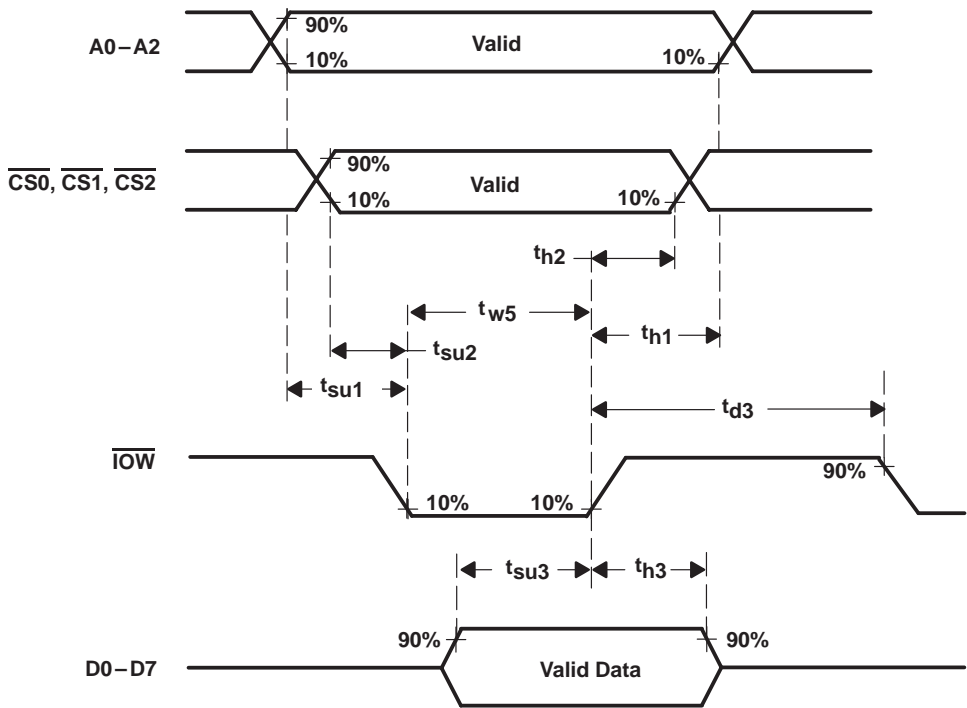 A0–A2
90%
10%
Valid
10%
CS0, CS1, CS2
90%
10%
Valid
10%
th2
tw5
th1
tsu2
tsu1
td3
IOW
10%
10%
90%
tsu3
th3
90%
90%
D0–D7
Valid Data